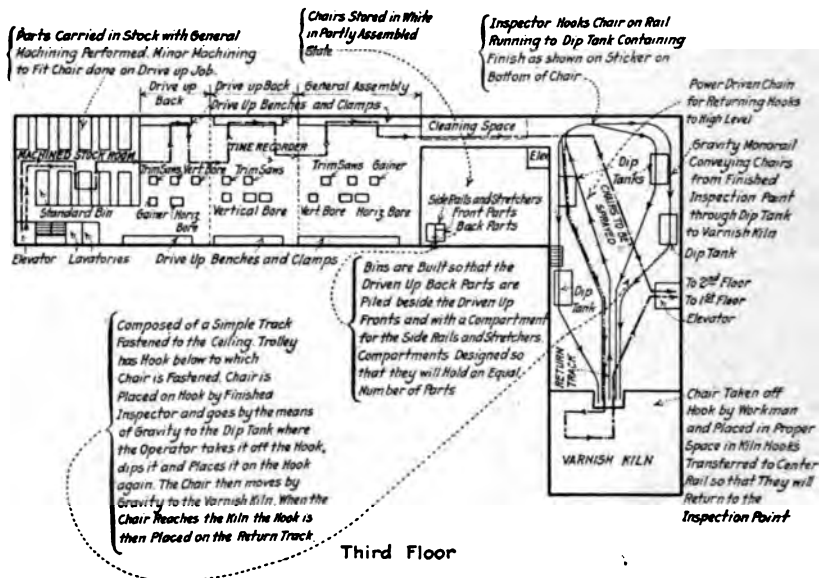 Parts Carried in Stock with General
Machining Performed. Minor Machining
to Fit Chair done on Drive up Job.
Chairs Stored in White
in Partly Assembled
State
Inspector Hooks Chair on Rail
Running to Dip Tank Containing
Finish as shown on Sticker on
Bottom of Chair
Drive up
Back
Drive up Back
General Assembly
Drive Up Benches and Clamps
Power Driven Chain
for Returning Hooks
to High Level
Cleaning Space
TIME RECORDER
MACHINED STOCK ROOM
Trim Saws
Vert Bore
Trim Saws
Trim Saws
Gainer
Elev
Dip
Tanks
Gravity Monorail
Conveying Chairs
from Finished
Inspection Point
through Dip Tank
to Varnish Kiln
CHAIRS TO BE
SPRAYED
Standard Bin
Gainer
Horiz
Bore
Vertical Bore
Vert Bore
Horiz. Bore
Side Rails and Stretchers
Front Parts
Back Parts
Dip Tank
Elevator
Lavatories
Drive Up Benches and Clamps
Bins are Built so that the
Driven Up Back Parts are
Piled beside the Driven Up
Fronts and with a Compartment
for the Side Rails and Stretchers.
Compartments Designed so
that they will Hold an Equal
Number of Parts
Dip
Tank
To 2nd Floor
To 1st Floor
Elevator
RETURN
TRACK
Composed of a Simple Track
Fastened to the Ceiling. Trolley
has Hook below to which
Chair is Fastened. Chair is
Placed on Hook by Finished
Inspector and goes by the means
of Gravity to the Dip Tank where
the Operator takes it off the Hook,
dips it and Places it on the Hook
again. The Chair then moves by
Gravity to the Varnish Kiln. When the
Chair Reaches the Kiln the Hook is
then Placed on the Return Track
Chair Taken off
Hook by Workman
and Placed in Proper
Space in Kiln Hooks
Transferred to Center
Rail so that They will
Return to the
Inspection Point
VARNISH KILN
Third Floor